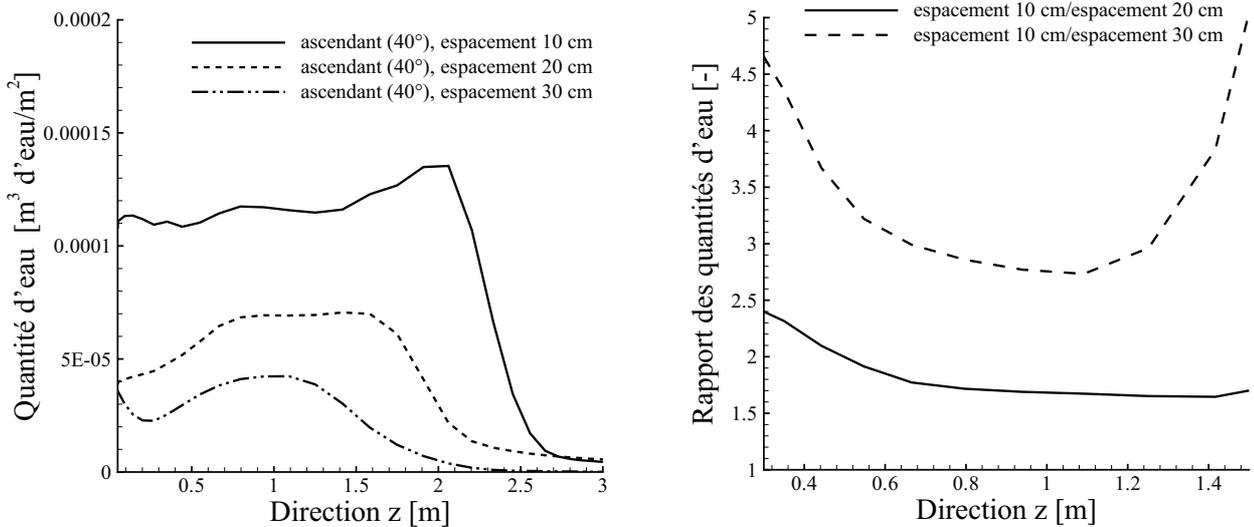 0.0002
ascendant (40°), espacement 10 cm
ascendant (40°), espacement 20 cm
ascendant (40°), espacement 30 cm
0.00015
0.0001
5E-05
0
Quantité d'eau [m³ d'eau/m²]
0.5 1 1.5 2 2.5 3
Direction z [m]
espacement 10 cm/espacement 20 cm
espacement 10 cm/espacement 30 cm
5
4.5
4
3.5
3
2.5
2
1.5
1
Rapport des quantités d'eau [-]
0.4 0.6 0.8 1 1.2 1.4
Direction z [m]